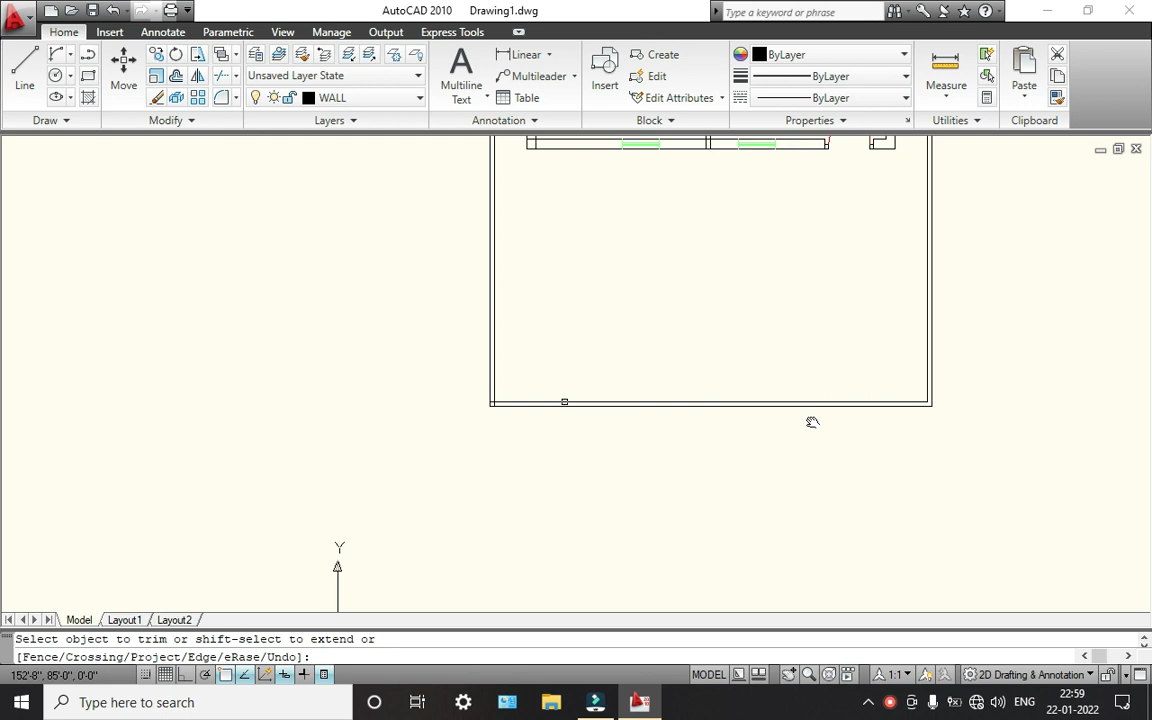 AutoCAD 2010 Drawing1.dwg
Type a keyword or phrase
Home Insert Annotate Parametric View Manage Output Express Tools
Line
Move
Unsaved Layer State
WALL
Multiline
Text
Linear
Multileader
Table
Insert
Create
Edit
Edit Attributes
ByLayer
ByLayer
ByLayer
Measure
Paste
Draw Modify Layers Annotation Block Properties Utilities Clipboard
Y
Model Layout1 Layout2
Select object to trim or shift-select to extend or
[Fence/Crossing/Project/Edge/eRase/Undo]:
152'-8", 85'-0", 0'-0" MODEL 1:1 2D Drafting & Annotation
Type here to search
ENG
22:59
22-01-2022